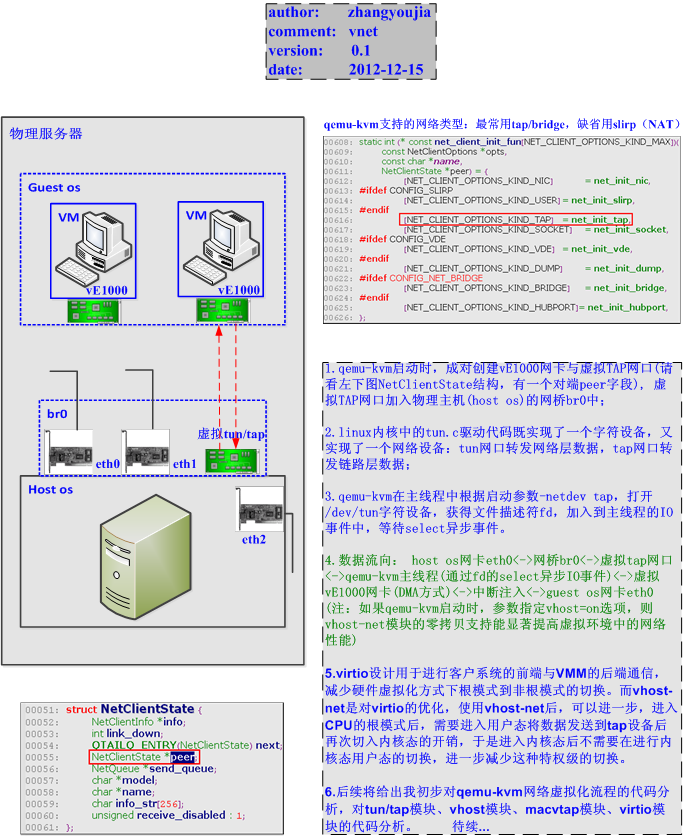 author: zhangyoujia
comment: vnet
version: 0.1
date: 2012-12-15
物理服务器
Guest os
VM
VM
vE1000
vE1000
br0
虚拟tun/tap
eth0
eth1
Host os
eth2
qemu-kvm支持的网络类型：最常用tap/bridge，缺省用slirp（NAT）
00608: static int (* const net_client_init_fun[NET_CLIENT_OPTIONS_KIND_MAX])(
00609: const NetClientOptions *opts,
00610: const char *name,
00611: NetClientState *peer) = {
00612: [NET_CLIENT_OPTIONS_KIND_NIC] = net_init_nic,
00613: #ifdef CONFIG_SLIRP
00614: [NET_CLIENT_OPTIONS_KIND_USER] = net_init_slirp,
00615: #endif
00616: [NET_CLIENT_OPTIONS_KIND_TAP] = net_init_tap,
00617: [NET_CLIENT_OPTIONS_KIND_SOCKET] = net_init_socket,
00618: #ifdef CONFIG_VDE
00619: [NET_CLIENT_OPTIONS_KIND_VDE] = net_init_vde,
00620: #endif
00621: [NET_CLIENT_OPTIONS_KIND_DUMP] = net_init_dump,
00622: #ifdef CONFIG_NET_BRIDGE
00623: [NET_CLIENT_OPTIONS_KIND_BRIDGE] = net_init_bridge,
00624: #endif
00625: [NET_CLIENT_OPTIONS_KIND_HUBPORT]= net_init_hubport,
00626: };
1.qemu-kvm启动时，成对创建vE1000网卡与虚拟TAP网口(请
看左下图NetClientState结构，有一个对端peer字段), 虚
拟TAP网口加入物理主机(host os)的网桥br0中；
2.linux内核中的tun.c驱动代码既实现了一个字符设备，又
实现了一个网络设备：tun网口转发网络层数据，tap网口转
发链路层数据；
3.qemu-kvm在主线程中根据启动参数-netdev tap，打开
/dev/tun字符设备，获得文件描述符fd，加入到主线程的IO
事件中，等待select异步事件。
4.数据流向： host os网卡eth0<->网桥br0<->虚拟tap网口
<->qemu-kvm主线程(通过fd的select异步IO事件)<->虚拟
vE1000网卡(DMA方式)<->中断注入<->guest os网卡eth0
(注：如果qemu-kvm启动时，参数指定vhost=on选项，则
vhost-net模块的零拷贝支持能显著提高虚拟环境中的网络
性能)
5.virtio设计用于进行客户系统的前端与VMM的后端通信，
减少硬件虚拟化方式下根模式到非根模式的切换。而vhost-
net是对virtio的优化，使用vhost-net后，可以进一步，进入
CPU的根模式后，需要进入用户态将数据发送到tap设备后
再次切入内核态的开销，于是进入内核态后不需要在进行内
核态用户态的切换，进一步减少这种特权级的切换。
6.后续将给出我初步对qemu-kvm网络虚拟化流程的代码分
析，对tun/tap模块、vhost模块、macvtap模块、virtio模
块的代码分析。 待续...
00051: struct NetClientState {
00052: NetClientInfo *info;
00053: int link_down;
00054: QTAILQ_ENTRY(NetClientState) next;
00055: NetClientState *peer;
00056: NetQueue *send_queue;
00057: char *model;
00058: char *name;
00059: char info_str[256];
00060: unsigned receive_disabled : 1;
00061: };